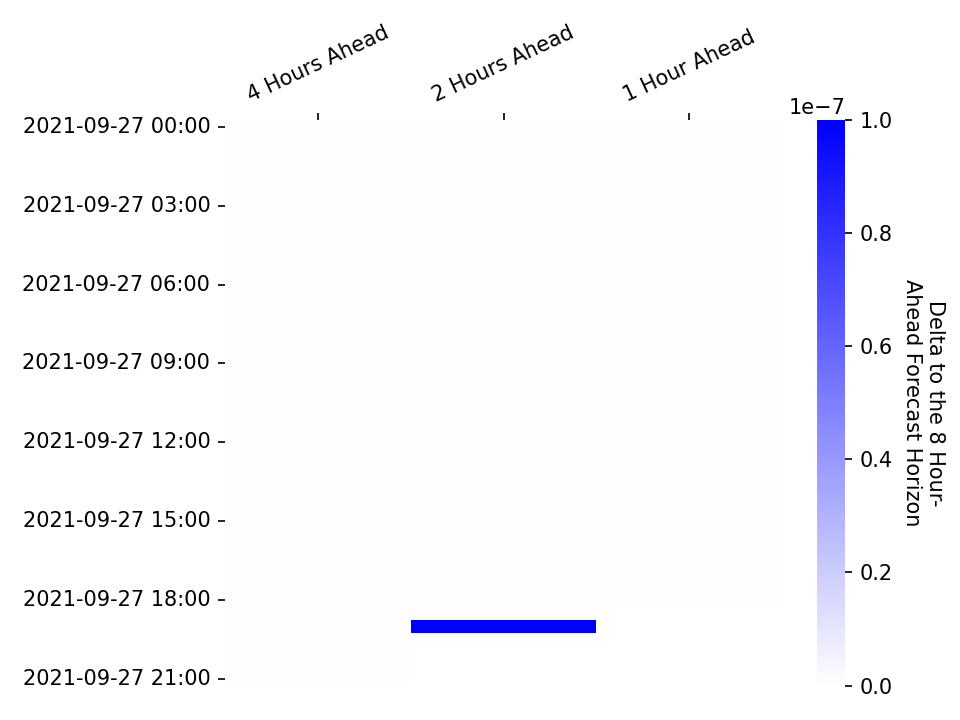 4 Hours Ahead
2 Hours Ahead
1 Hour Ahead
1e−7
2021-09-27 00:00
2021-09-27 03:00
2021-09-27 06:00
2021-09-27 09:00
2021-09-27 12:00
2021-09-27 15:00
2021-09-27 18:00
2021-09-27 21:00
1.0
0.8
0.6
0.4
0.2
0.0
Delta to the 8 Hour-
Ahead Forecast Horizon